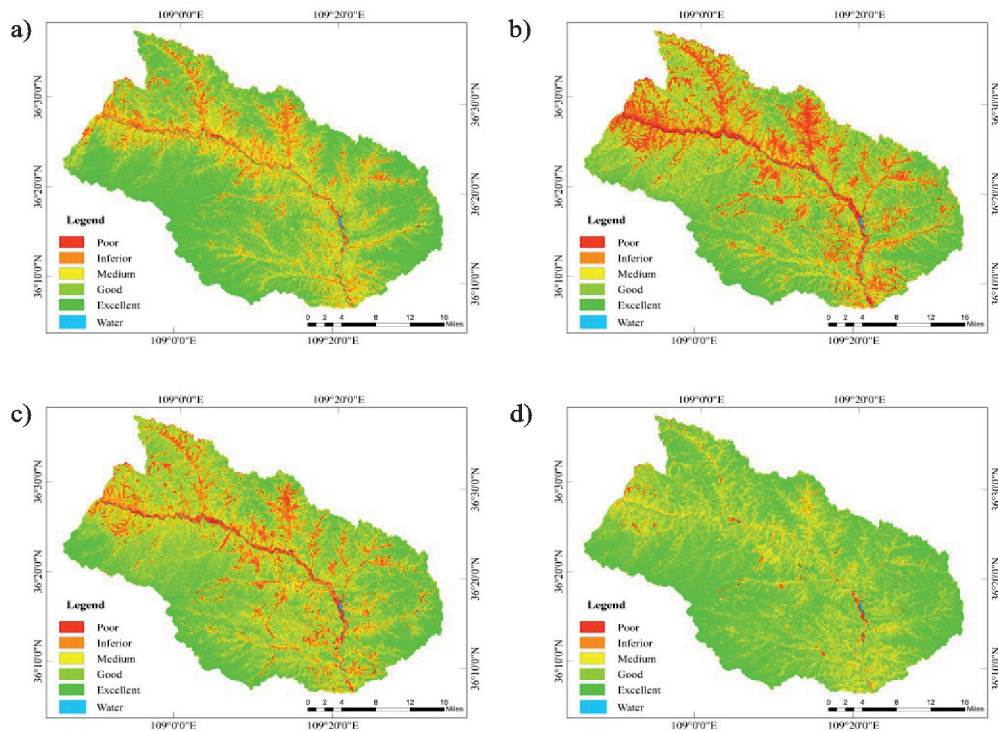 a)
109°0'0"E 109°20'0"E
36°30'0"N
36°20'0"N
36°10'0"N
Legend
Poor
Inferior
Medium
Good
Excellent
Water
0 2 4 8 12 16
Miles
109°0'0"E 109°20'0"E
b)
109°0'0"E 109°20'0"E
36°30'0"N
36°20'0"N
36°10'0"N
Legend
Poor
Inferior
Medium
Good
Excellent
Water
0 2 4 8 12 16
Miles
109°0'0"E 109°20'0"E
c)
109°0'0"E 109°20'0"E
36°30'0"N
36°20'0"N
36°10'0"N
Legend
Poor
Inferior
Medium
Good
Excellent
Water
0 2 4 8 12 16
Miles
109°0'0"E 109°20'0"E
d)
109°0'0"E 109°20'0"E
36°30'0"N
36°20'0"N
36°10'0"N
Legend
Poor
Inferior
Medium
Good
Excellent
Water
0 2 4 8 12 16
Miles
109°0'0"E 109°20'0"E